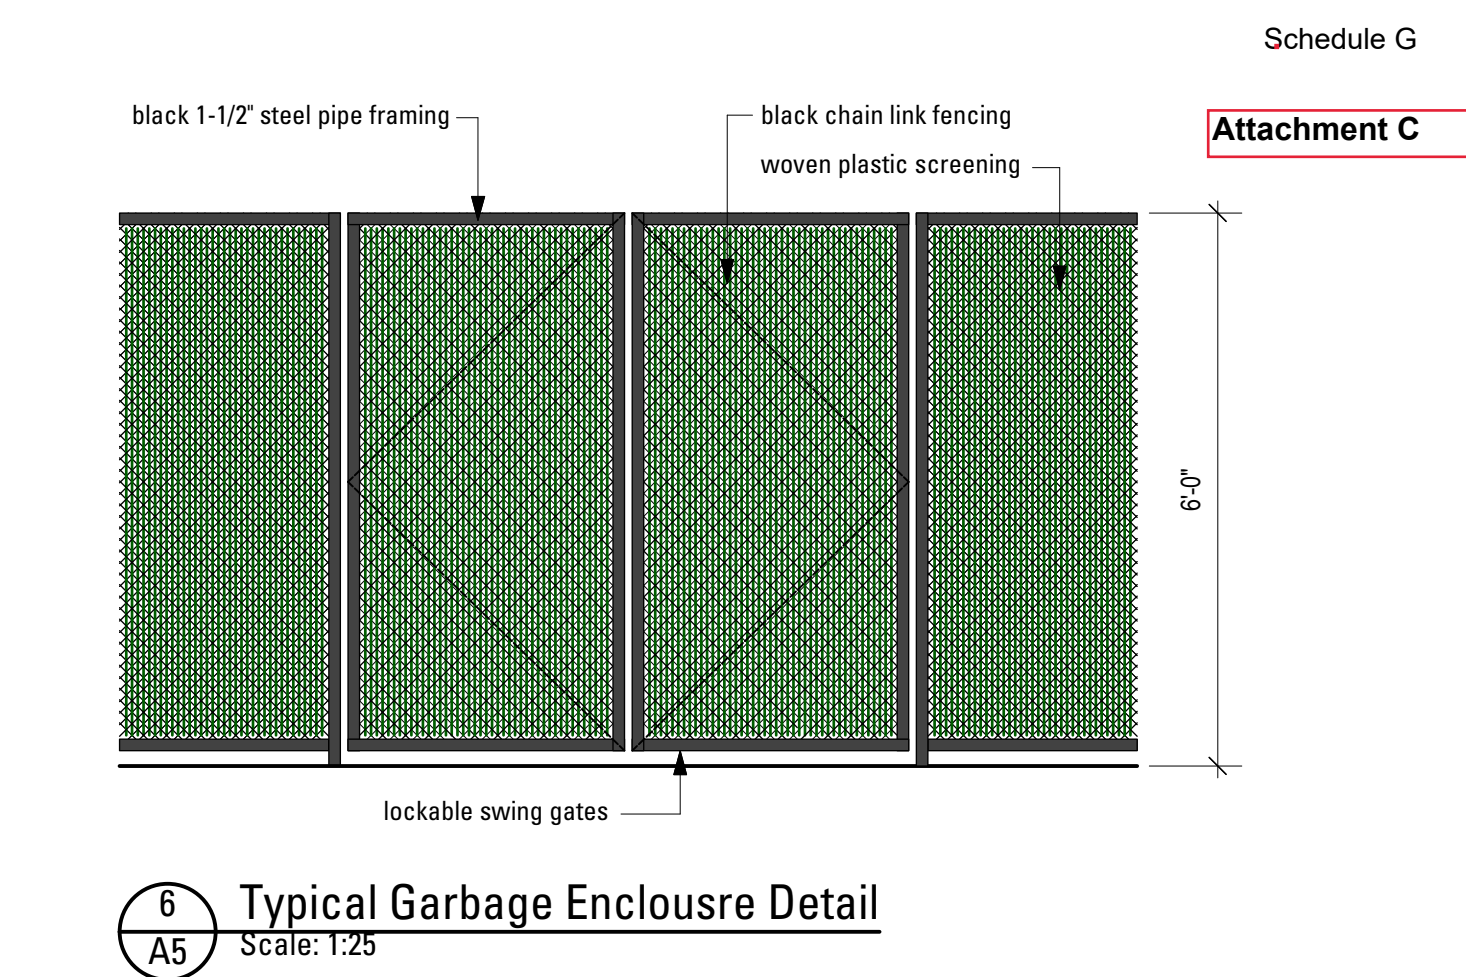 Schedule G
Attachment C
black 1-1/2" steel pipe framing
black chain link fencing
woven plastic screening
6'-0"
lockable swing gates
6
A5
Typical Garbage Enclousre Detail
Scale: 1:25